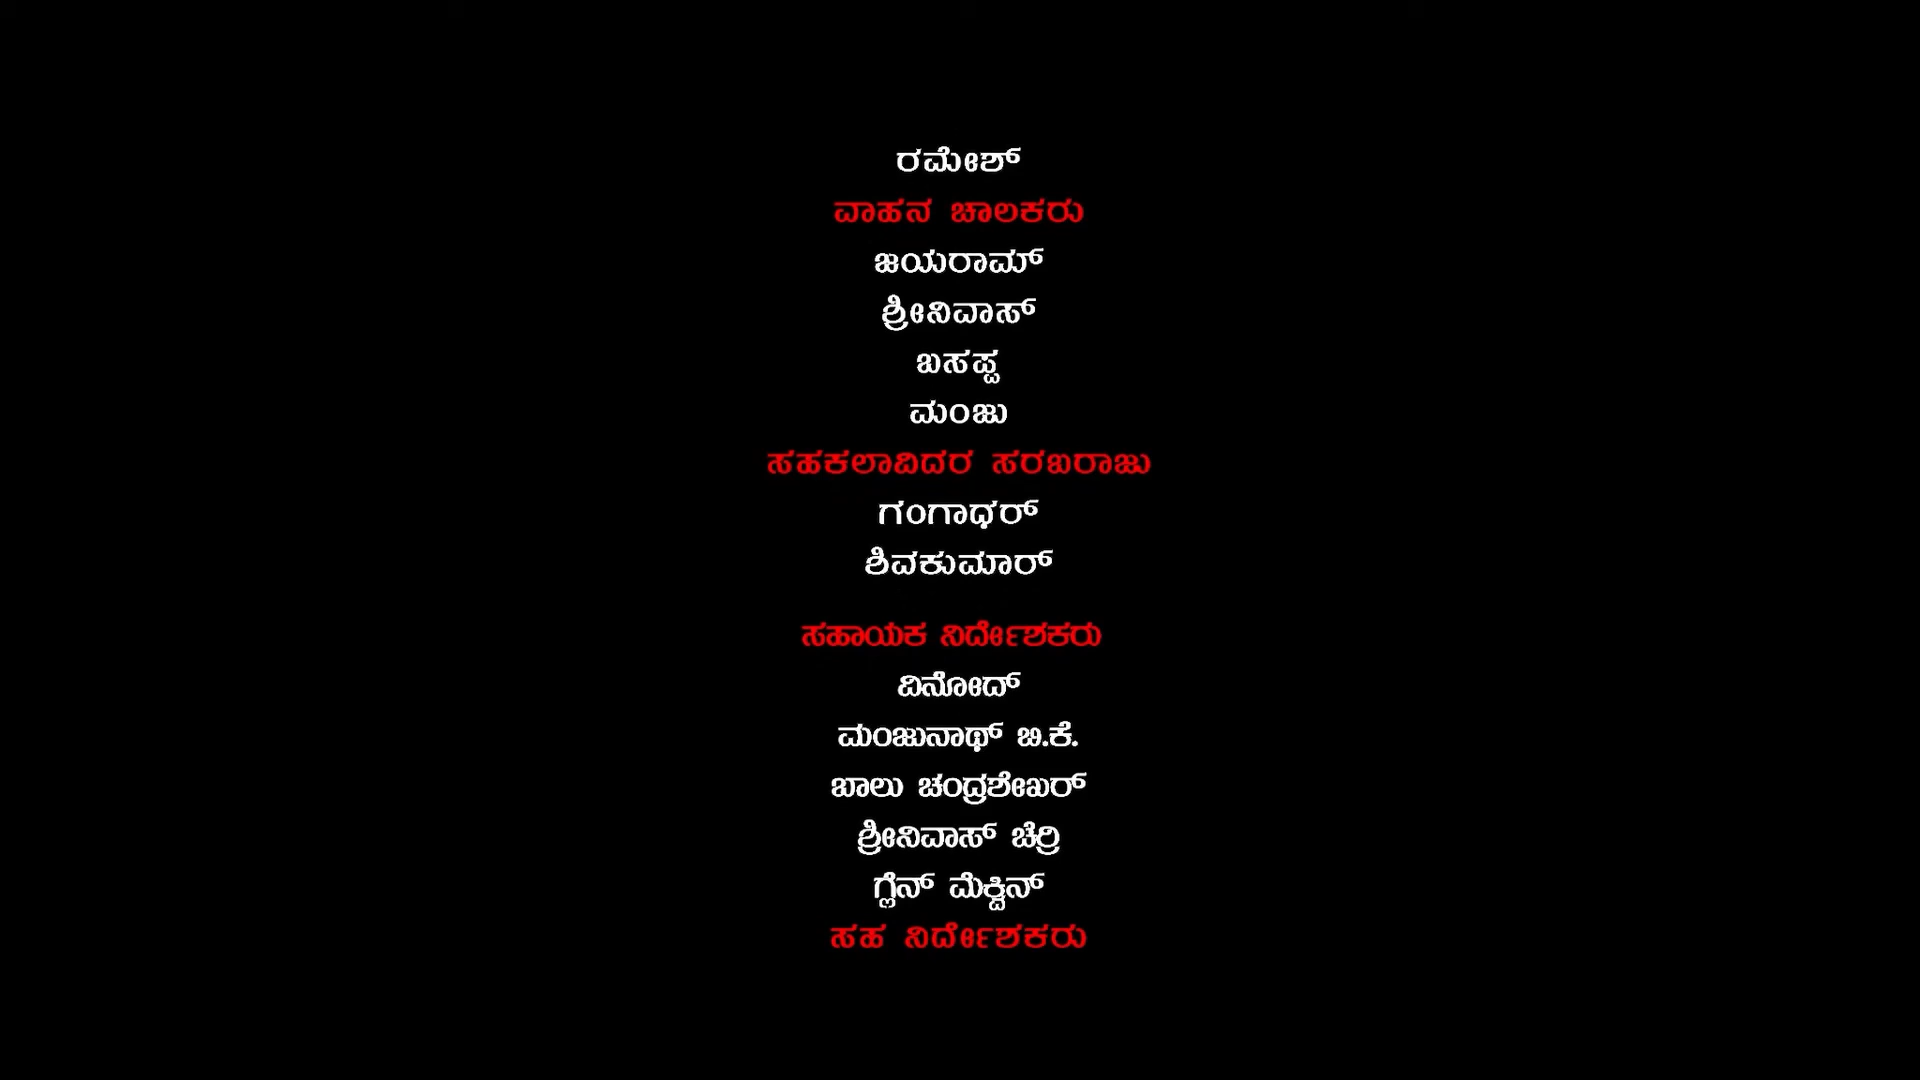 ರಮೇಶ್
ವಾಹನ ಚಾಲಕರು
ಜಯರಾಮ್
ಶ್ರೀನಿವಾಸ್
ಬಸಪ್ಪ
ಮಂಜು
ಸಹಕಲಾವಿದರ ಸರಬರಾಜು
ಗಂಗಾಧರ್
ಶಿವಕುಮಾರ್
ಸಹಾಯಕ ನಿರ್ದೇಶಕರು
ವಿನೋದ್
ಮಂಜುನಾಥ್ ಬಿ.ಕೆ.
ಬಾಲು ಚಂದ್ರಶೇಖರ್
ಶ್ರೀನಿವಾಸ್ ಚೆರ್ರಿ
ಗ್ಲೆನ್ ಮೆಕ್ವಿನ್
ಸಹ ನಿರ್ದೇಶಕರು